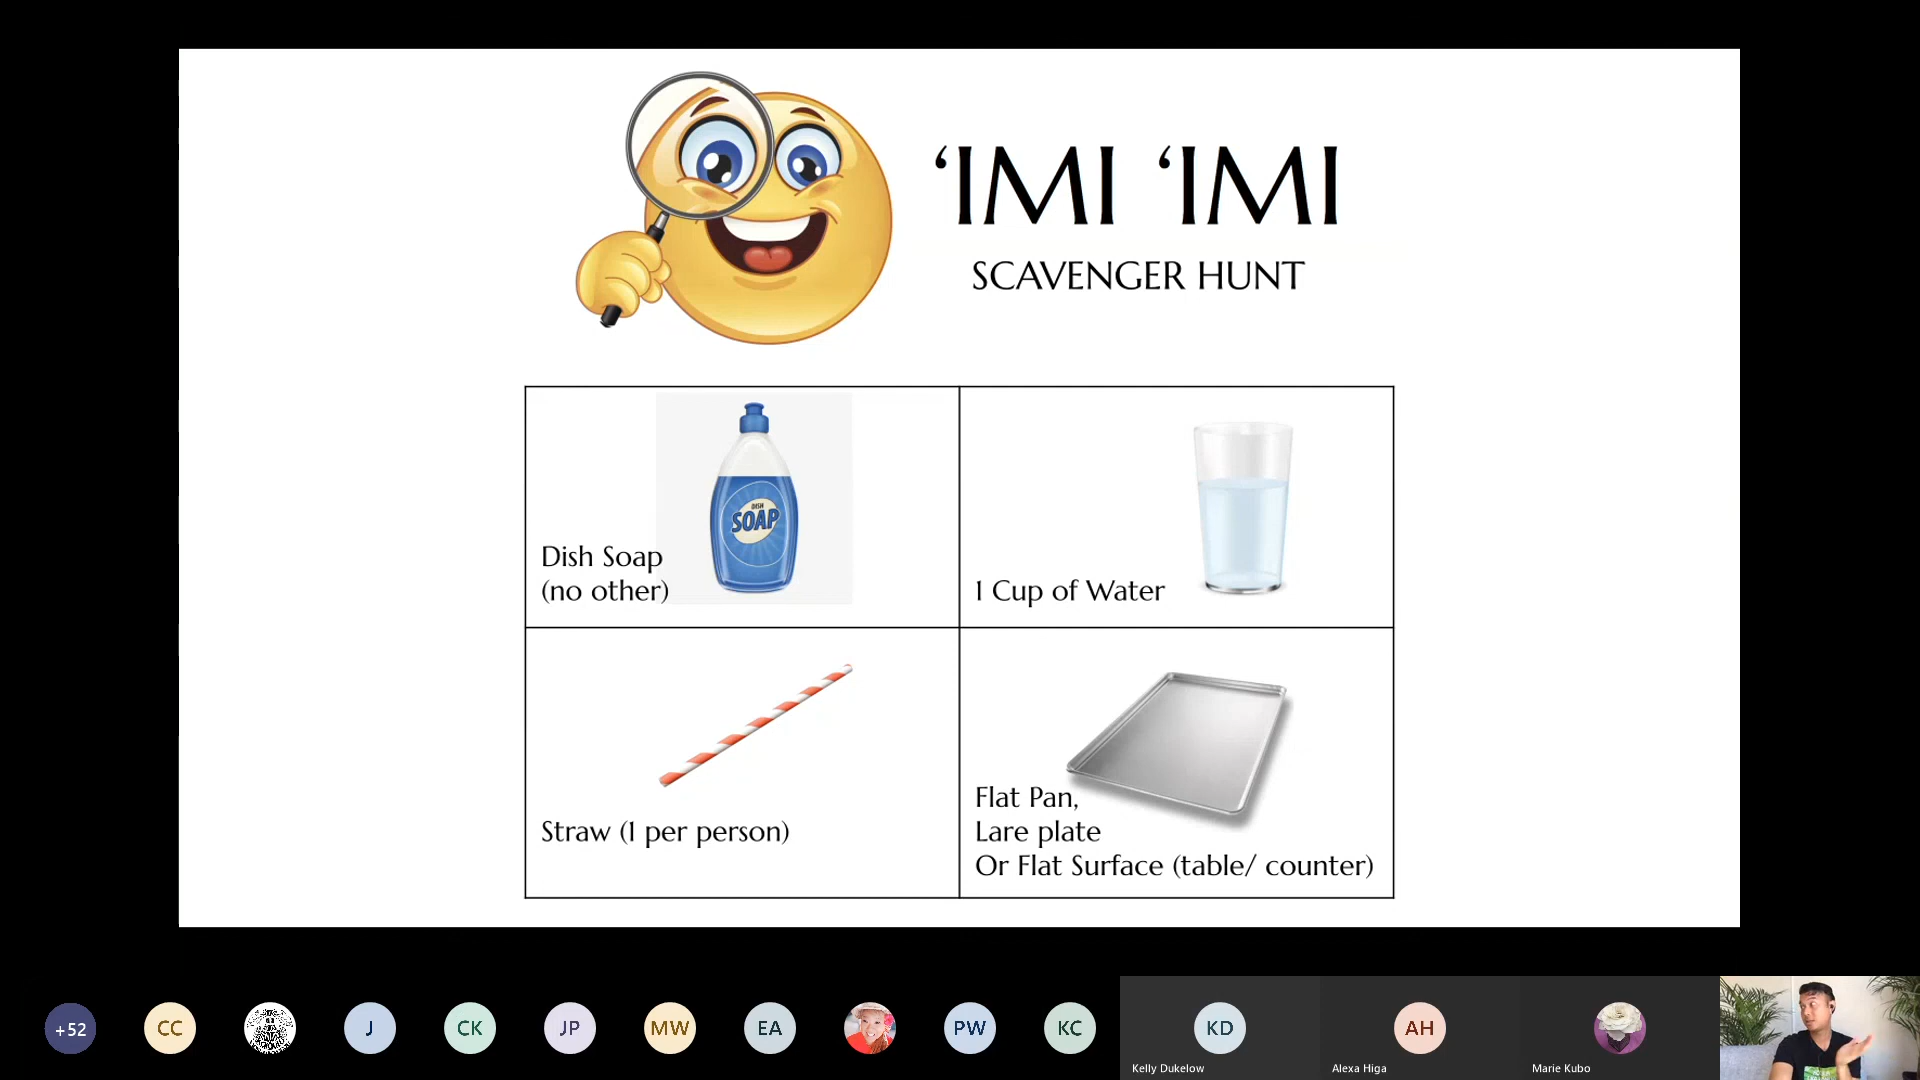 ‘IMI ‘IMI
SCAVENGER HUNT
DISH
SOAP
Dish Soap
(no other)
1 Cup of Water
Straw (1 per person)
Flat Pan,
Lare plate
Or Flat Surface (table/ counter)
+52
CC
J
CK
JP
MW
EA
PW
KC
KD
AH
Kelly Dukelow
Alexa Higa
Marie Kubo